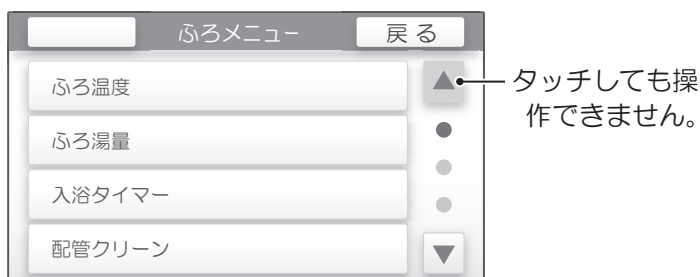 ふろメニュー
戻る
ふろ温度
ふろ湯量
入浴タイマー
配管クリーン
▲
▼
タッチしても操
作できません。